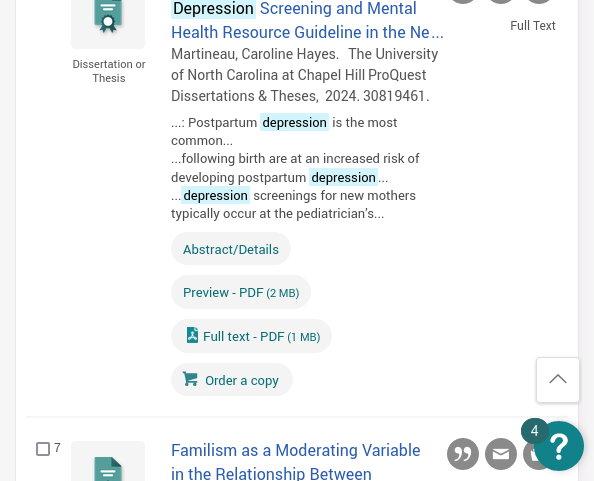 Depression Screening and Mental
Health Resource Guideline in the Ne...
Full Text
Dissertation or
Thesis
Martineau, Caroline Hayes. The University
of North Carolina at Chapel Hill ProQuest
Dissertations & Theses, 2024. 30819461.
...: Postpartum depression is the most
common...
...following birth are at an increased risk of
developing postpartum depression...
...depression screenings for new mothers
typically occur at the pediatrician's...
Abstract/Details
Preview - PDF (2 MB)
Full text - PDF (1 MB)
Order a copy
4
?
7
Familism as a Moderating Variable
in the Relationship Between